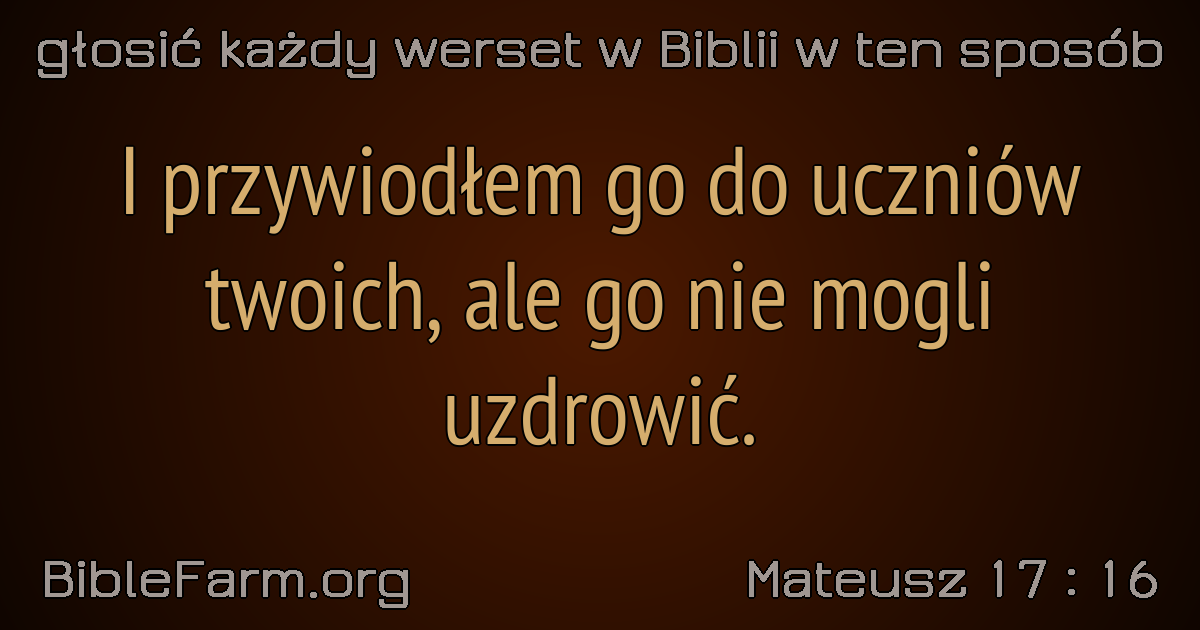 głosić każdy werset w Biblii w ten sposób
I przywiodłem go do uczniów
twoich, ale go nie mogli
uzdrowić.
BibleFarm.org
Mateusz 17 : 16